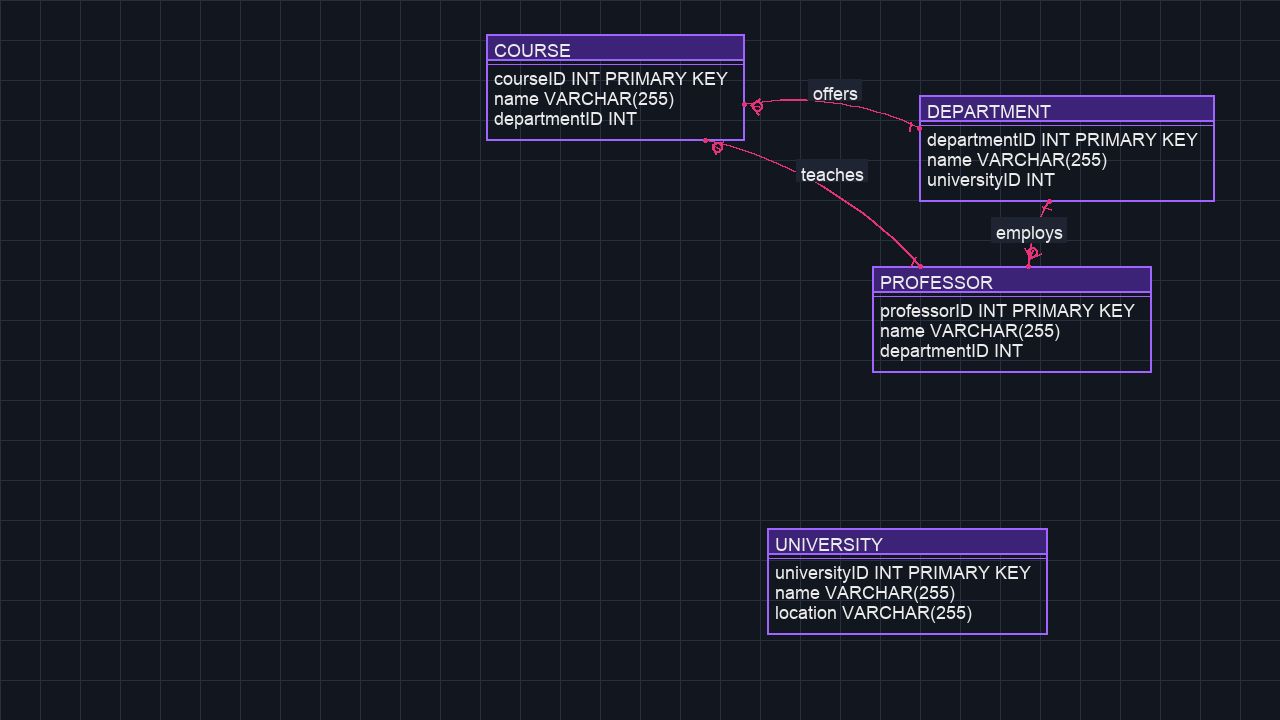 COURSE
courseID INT PRIMARY KEY
name VARCHAR(255)
departmentID INT
offers
DEPARTMENT
departmentID INT PRIMARY KEY
name VARCHAR(255)
universityID INT
teaches
employs
PROFESSOR
professorID INT PRIMARY KEY
name VARCHAR(255)
departmentID INT
UNIVERSITY
universityID INT PRIMARY KEY
name VARCHAR(255)
location VARCHAR(255)